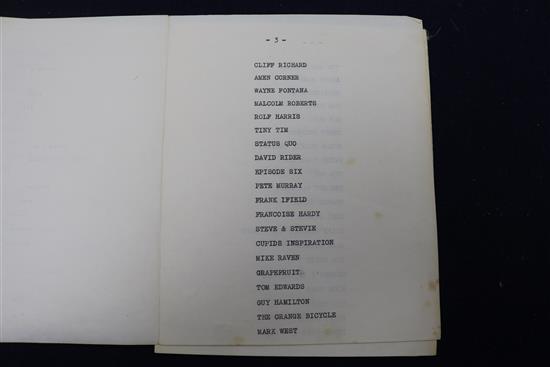 - 3 -
CLIFF RICHARD
AMEN CORNER
WAYNE FONTANA
MALCOLM ROBERTS
ROLF HARRIS
TINY TIM
STATUS QUO
DAVID RIDER
EPISODE SIX
PETE MURRAY
FRANK IFIELD
FRANCOISE HARDY
STEVE & STEVIE
CUPIDS INSPIRATION
MIKE RAVEN
GRAPEFRUIT
TOM EDWARDS
GUY HAMILTON
THE ORANGE BICYCLE
MARK WEST